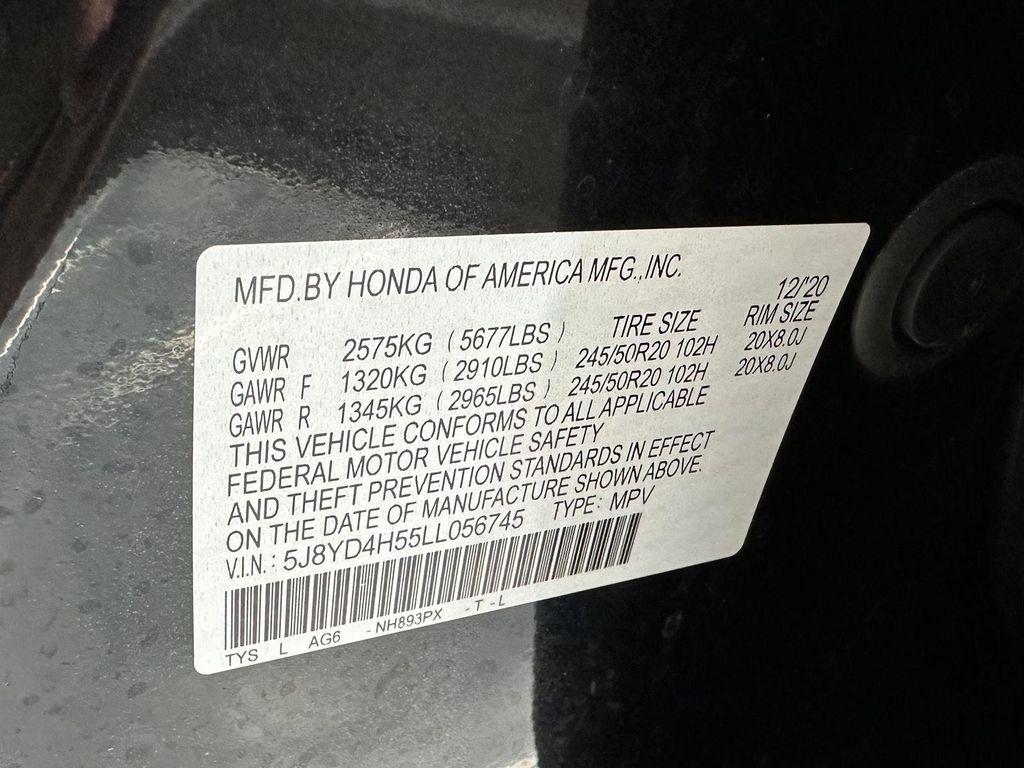 MFD.BY HONDA OF AMERICA MFG.,INC.
12/'20
TIRE SIZE RIM SIZE
GVWR 2575KG (5677LBS)
GAWR F 1320KG (2910LBS) 245/50R20 102H 20X8.0J
GAWR R 1345KG (2965LBS) 245/50R20 102H 20X8.0J
THIS VEHICLE CONFORMS TO ALL APPLICABLE
FEDERAL MOTOR VEHICLE SAFETY
AND THEFT PREVENTION STANDARDS IN EFFECT
ON THE DATE OF MANUFACTURE SHOWN ABOVE.
V.I.N.: 5J8YD4H55LL056745 TYPE: MPV
TYS L AG6 - NH893PX - T - L